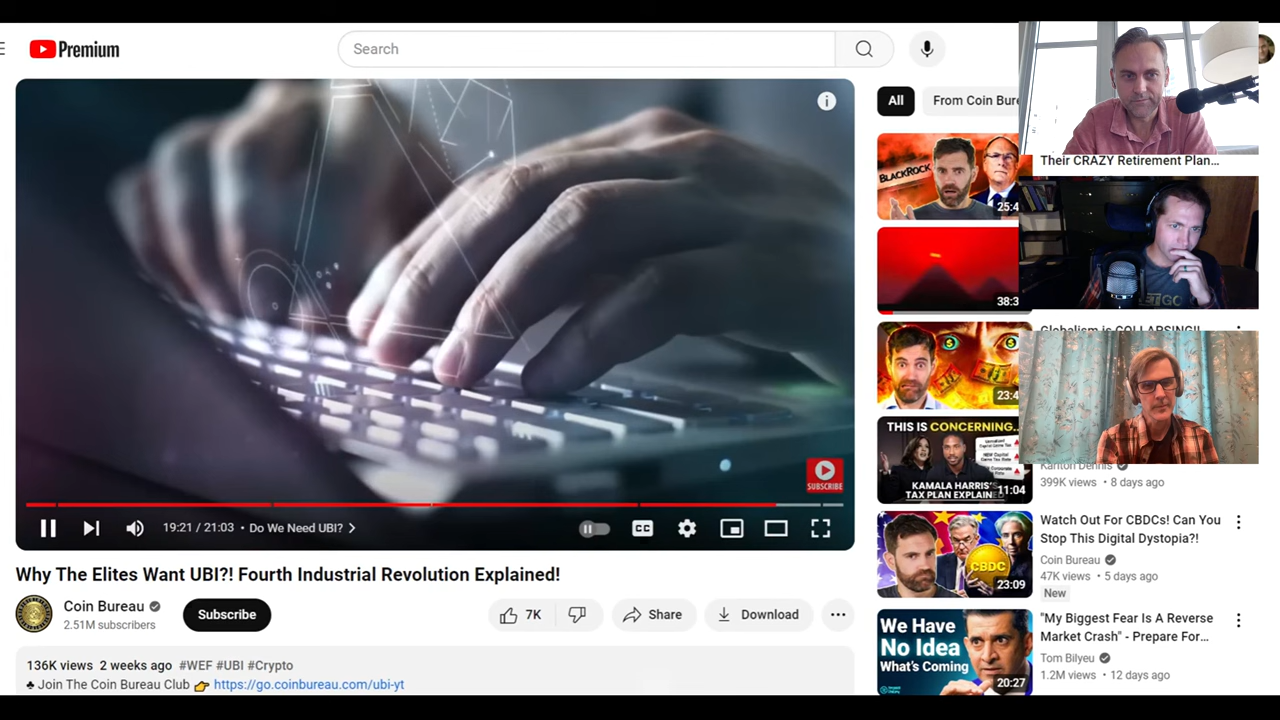 Premium
Search
SUBSCRIBE
19:21 / 21:03 • Do We Need UBI? >
CC
Why The Elites Want UBI?! Fourth Industrial Revolution Explained!
Coin Bureau
2.51M subscribers
Subscribe
7K
Share
Download
136K views 2 weeks ago #WEF #UBI #Crypto
♣ Join The Coin Bureau Club 👉 https://go.coinbureau.com/ubi-yt
All
From Coin Bure
BLACKROCK
25:4
Their CRAZY Retirement Plan...
38:3
Globalism is COLLAPSING!!
23:4
THIS IS CONCERNING...
KAMALA HARRIS'S
TAX PLAN EXPLAINED
11:04
Karlton Dennis
399K views • 8 days ago
CBDC
23:09
Watch Out For CBDCs! Can You
Stop This Digital Dystopia?!
Coin Bureau
47K views • 5 days ago
New
We Have
No Idea
What's Coming
20:27
"My Biggest Fear Is A Reverse
Market Crash" - Prepare For...
Tom Bilyeu
1.2M views • 12 days ago